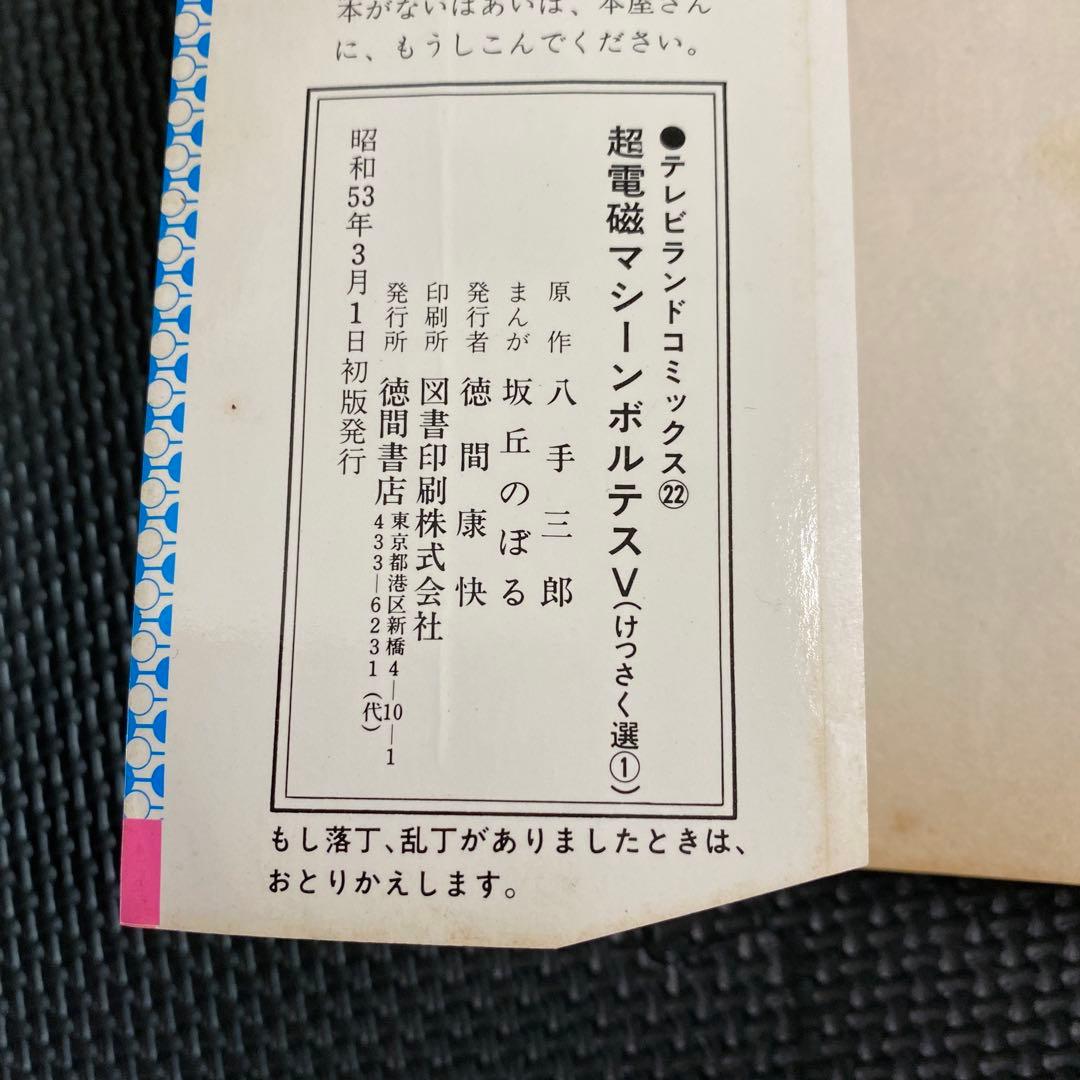 本がないばあいは、本屋さん
に、もうしこんでください。
●テレビランドコミックス㉒
超電磁マシーンボルテスV（けっさく選①）
原作 八手三郎
まんが 坂丘のぼる
発行者 徳間康快
印刷所 図書印刷株式会社
発行所 徳間書店 東京都港区新橋4―10―1
433―6231（代）
昭和53年3月1日初版発行
もし落丁、乱丁がありましたときは、
おとりかえします。